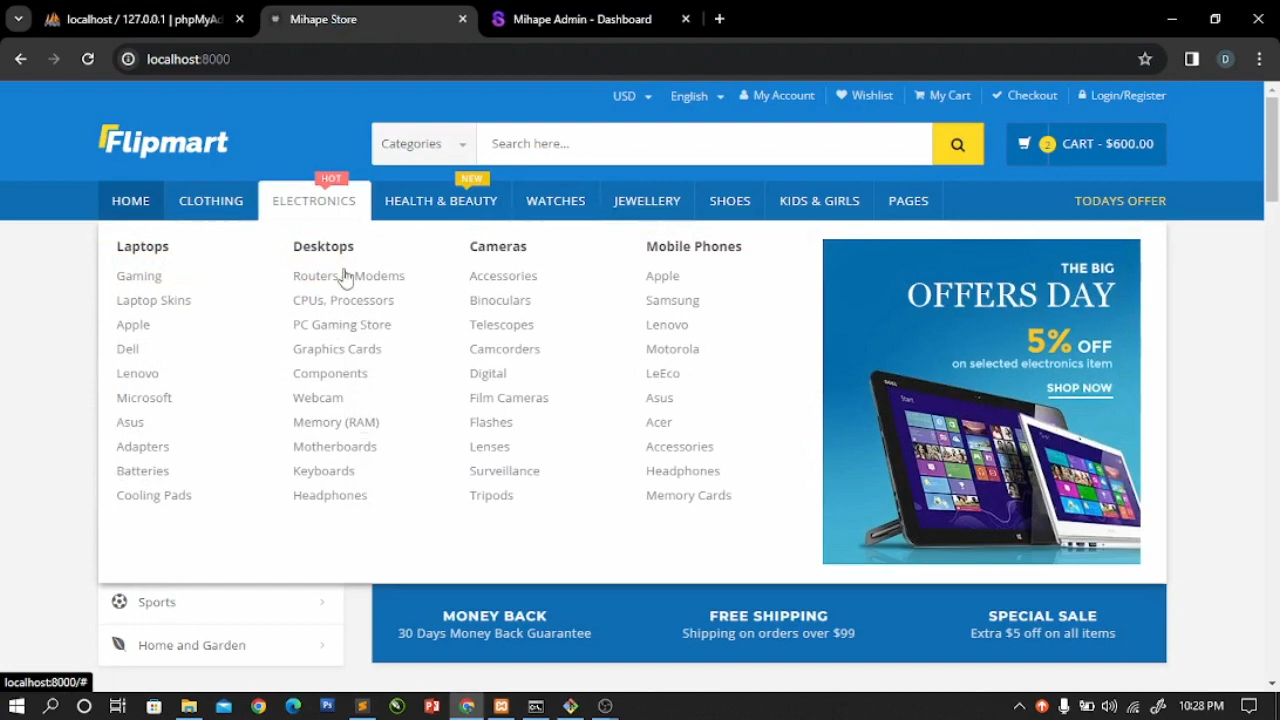 localhost / 127.0.0.1 | phpMyAd
Mihape Store
Mihape Admin - Dashboard
localhost:8000
D
USD
English
My Account
Wishlist
My Cart
Checkout
Login/Register
Flipmart
Categories
Search here...
2
CART - $600.00
HOT
NEW
HOME
CLOTHING
ELECTRONICS
HEALTH & BEAUTY
WATCHES
JEWELLERY
SHOES
KIDS & GIRLS
PAGES
TODAYS OFFER
Laptops
Gaming
Laptop Skins
Apple
Dell
Lenovo
Microsoft
Asus
Adapters
Batteries
Cooling Pads
Desktops
Routers Modems
CPUs, Processors
PC Gaming Store
Graphics Cards
Components
Webcam
Memory (RAM)
Motherboards
Keyboards
Headphones
Cameras
Accessories
Binoculars
Telescopes
Camcorders
Digital
Film Cameras
Flashes
Lenses
Surveillance
Tripods
Mobile Phones
Apple
Samsung
Lenovo
Motorola
LeEco
Asus
Acer
Accessories
Headphones
Memory Cards
THE BIG
OFFERS DAY
5% OFF
on selected electronics item
SHOP NOW
Start
Sports
Home and Garden
MONEY BACK
30 Days Money Back Guarantee
FREE SHIPPING
Shipping on orders over $99
SPECIAL SALE
Extra $5 off on all items
localhost:8000/#
10:28 PM